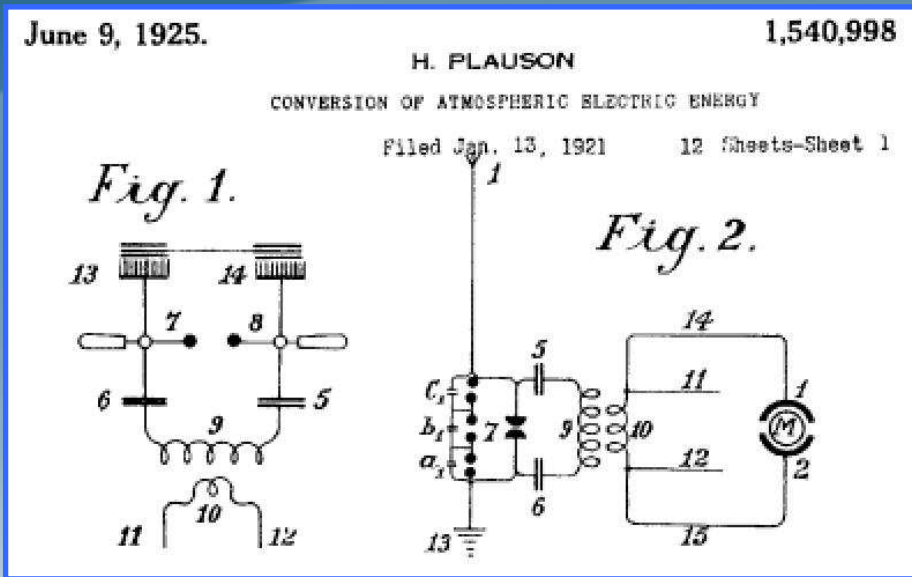 June 9, 1925.
1,540,998
H. PLAUSON
CONVERSION OF ATMOSPHERIC ELECTRIC ENERGY
Filed Jan. 13, 1921
12 Sheets-Sheet 1
Fig. 1.
13
14
7
8
6
5
9
10
11
12
Fig. 2.
1
14
5
11
C₁
b₁
a₁
7
9
10
1
M
2
12
6
13
15